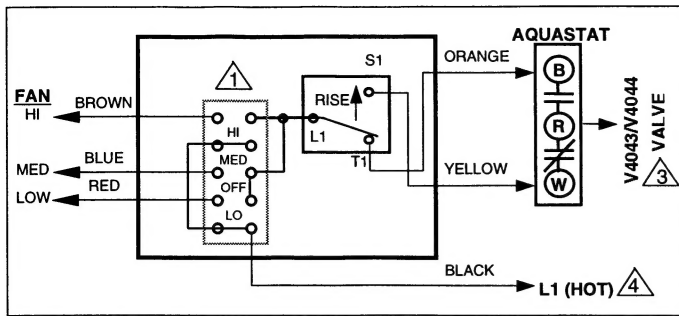 AQUASTAT
S1
ORANGE
1
B
FAN
HI
BROWN
RISE
HI
L1
R
V4043/V4044
VALVE
3
MED
BLUE
MED
T1
RED
OFF
YELLOW
LOW
W
LO
BLACK
L1 (HOT)
4